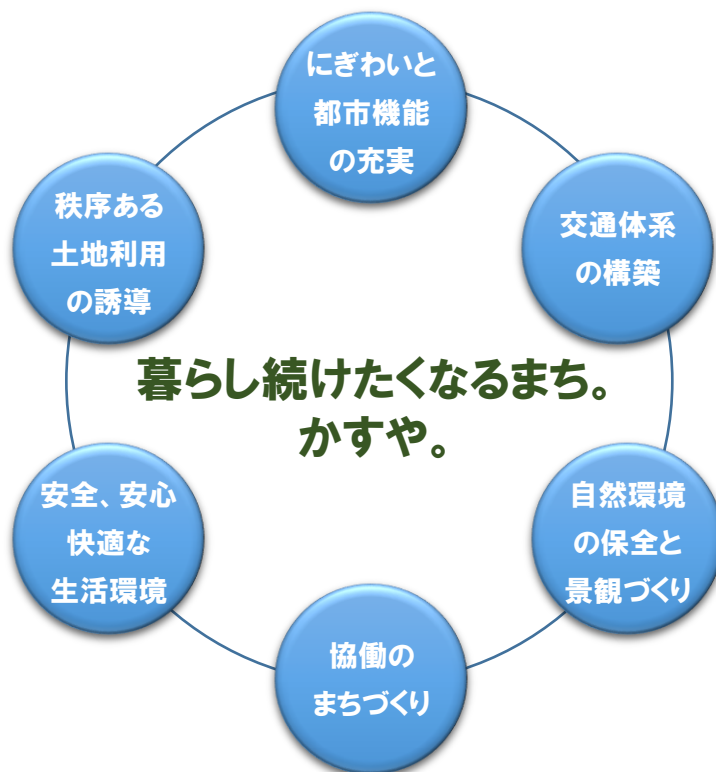 にぎわいと
都市機能
の充実
交通体系
の構築
自然環境
の保全と
景観づくり
協働の
まちづくり
安全、安心
快適な
生活環境
秩序ある
土地利用
の誘導
暮らし続けたくなるまち。
かすや。